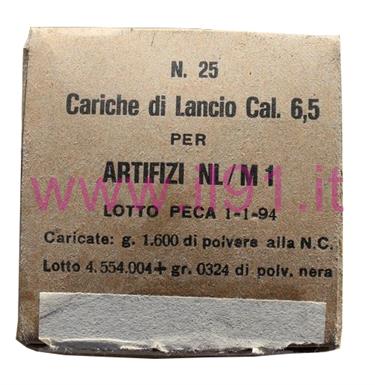 N. 25
Cariche di Lancio Cal. 6,5
PER
ARTIFIZI NL/M 1
www.il91.it
LOTTO PECA 1-1-94
Caricate: g. 1.600 di polvere alla N.C.
Lotto 4.554.004+ gr. 0324 di polv. nera